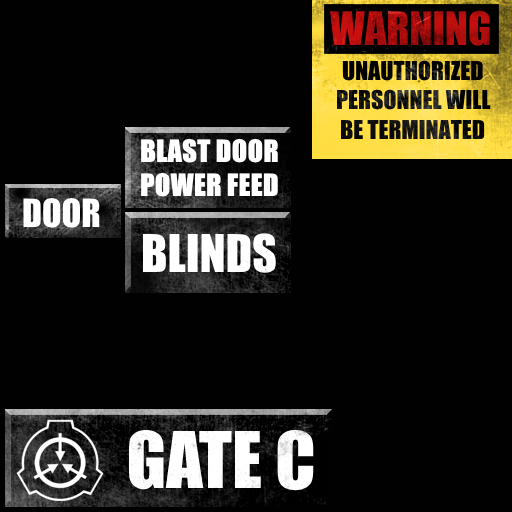 WARNING
UNAUTHORIZED
PERSONNEL WILL
BE TERMINATED
BLAST DOOR
POWER FEED
DOOR
BLINDS
GATE C